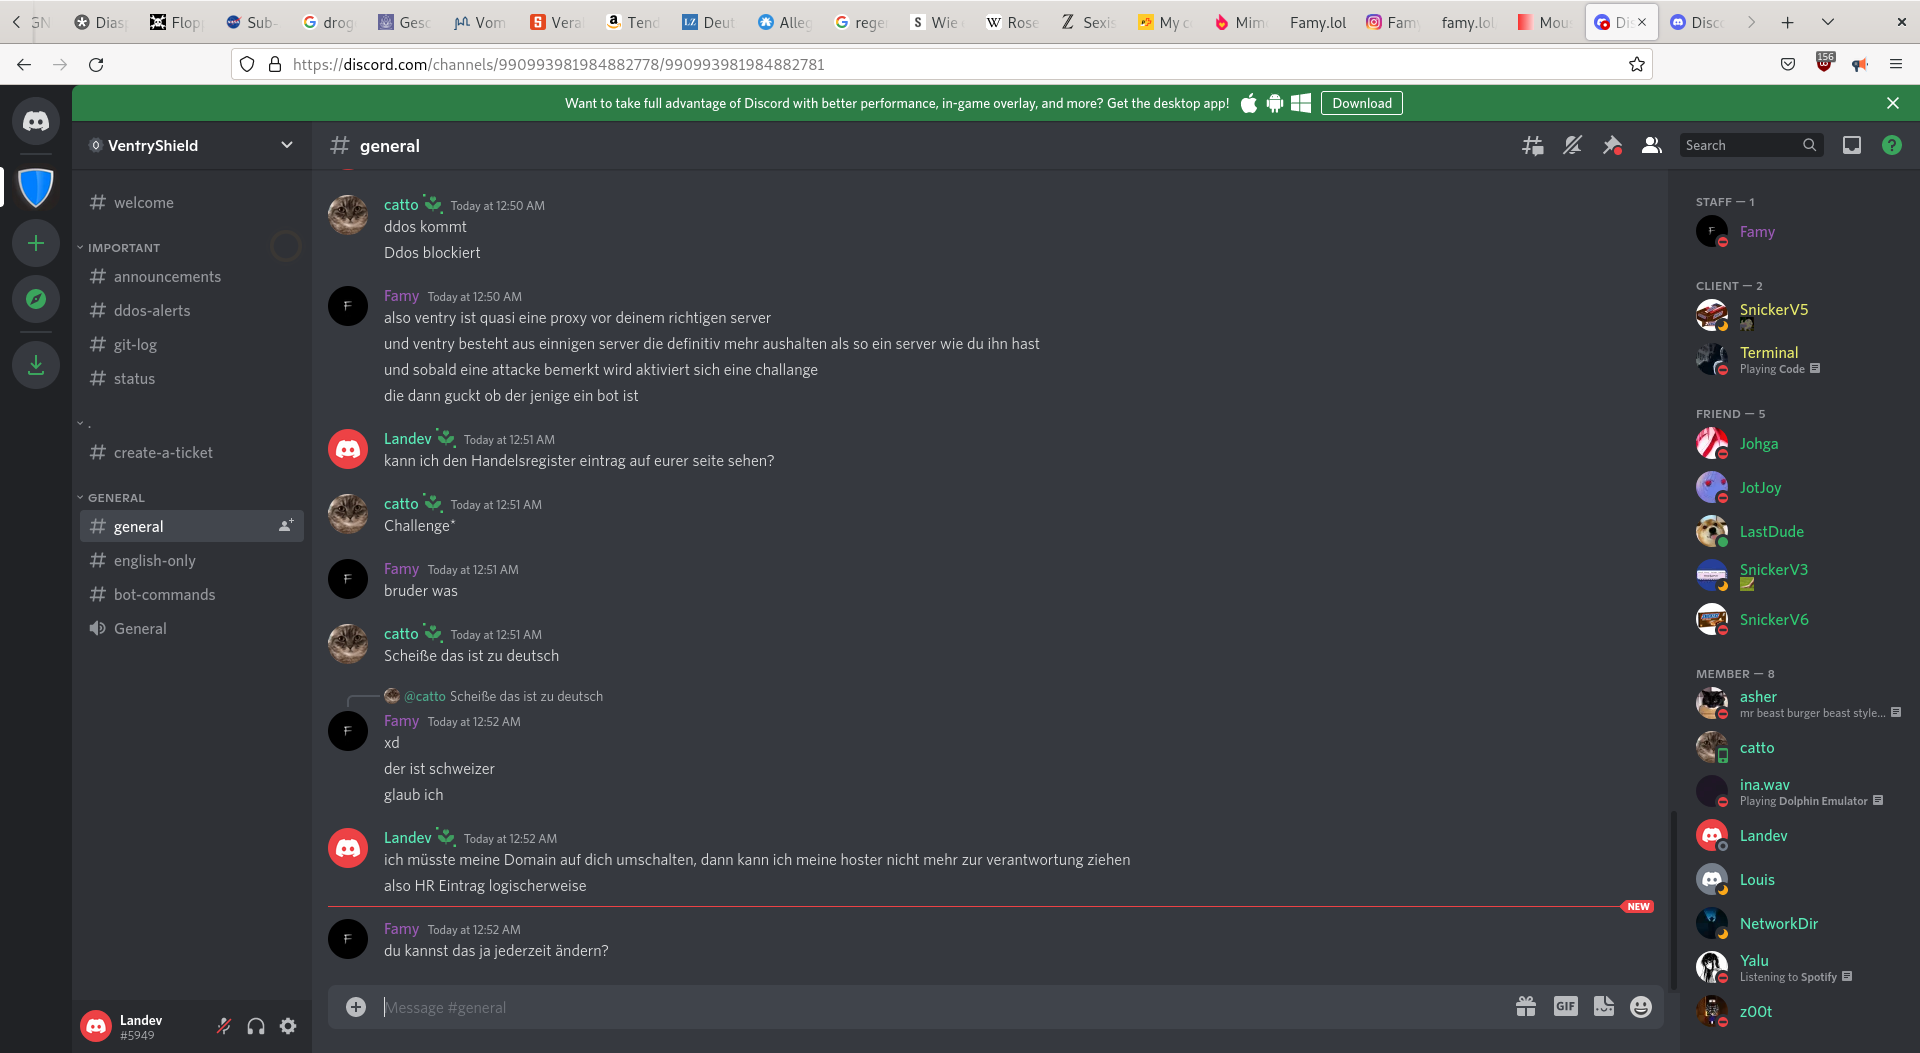 GN
Dias
Flopp
Sub-
drog
Gesc
Vom
Vera
Tend
LZ Deut
Alleg
reger
S Wie
W Rose
Z Sexis
My c
Mim
Famy.lol
Famy
famy.lol
Mou
Dis
Disc
https://discord.com/channels/990993981984882778/990993981984882781
156
Want to take full advantage of Discord with better performance, in-game overlay, and more? Get the desktop app!
Download
VentryShield
general
Search
welcome
IMPORTANT
announcements
ddos-alerts
git-log
status
.
create-a-ticket
GENERAL
general
english-only
bot-commands
General
Landev
#5949
catto Today at 12:50 AM
ddos kommt
Ddos blockiert
F
Famy Today at 12:50 AM
also ventry ist quasi eine proxy vor deinem richtigen server
und ventry besteht aus einnigen server die definitiv mehr aushalten als so ein server wie du ihn hast
und sobald eine attacke bemerkt wird aktiviert sich eine challange
die dann guckt ob der jenige ein bot ist
Landev Today at 12:51 AM
kann ich den Handelsregister eintrag auf eurer seite sehen?
catto Today at 12:51 AM
Challenge*
F
Famy Today at 12:51 AM
bruder was
catto Today at 12:51 AM
Scheiße das ist zu deutsch
@catto Scheiße das ist zu deutsch
F
Famy Today at 12:52 AM
xd
der ist schweizer
glaub ich
Landev Today at 12:52 AM
ich müsste meine Domain auf dich umschalten, dann kann ich meine hoster nicht mehr zur verantwortung ziehen
also HR Eintrag logischerweise
NEW
F
Famy Today at 12:52 AM
du kannst das ja jederzeit ändern?
Message #general
GIF
STAFF — 1
F
Famy
CLIENT — 2
SnickerV5
Terminal
Playing Code
FRIEND — 5
Johga
JotJoy
LastDude
SnickerV3
SnickerV6
MEMBER — 8
asher
mr beast burger beast style...
catto
ina.wav
Playing Dolphin Emulator
Landev
Louis
NetworkDir
Yalu
Listening to Spotify
z00t